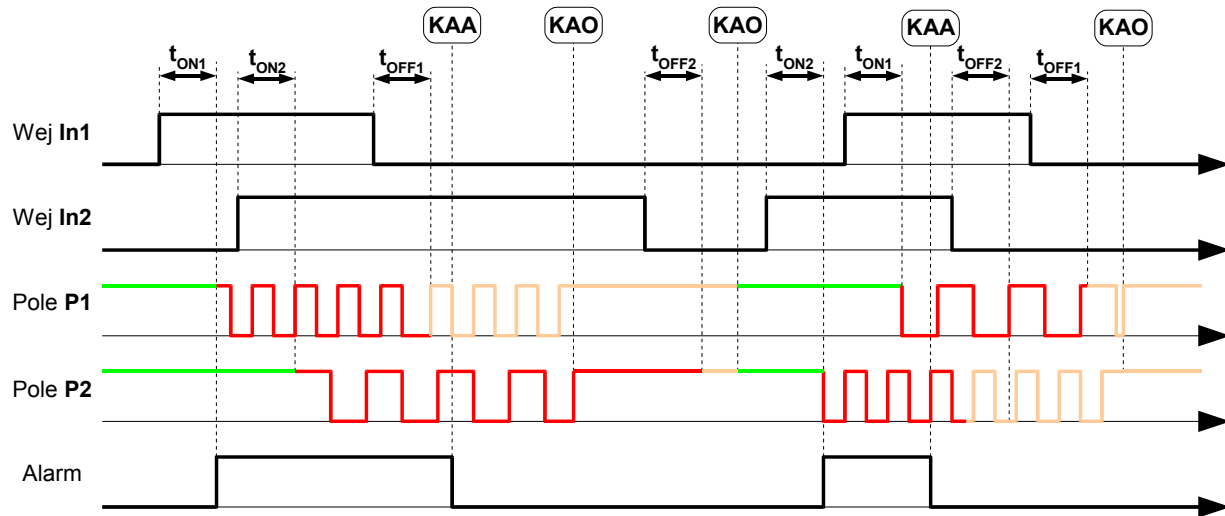 KAA KAO KAO KAA KAO
tON1 tON2 tOFF1 tOFF2 tON2 tON1 tOFF2 tOFF1
Wej In1
Wej In2
Pole P1
Pole P2
Alarm